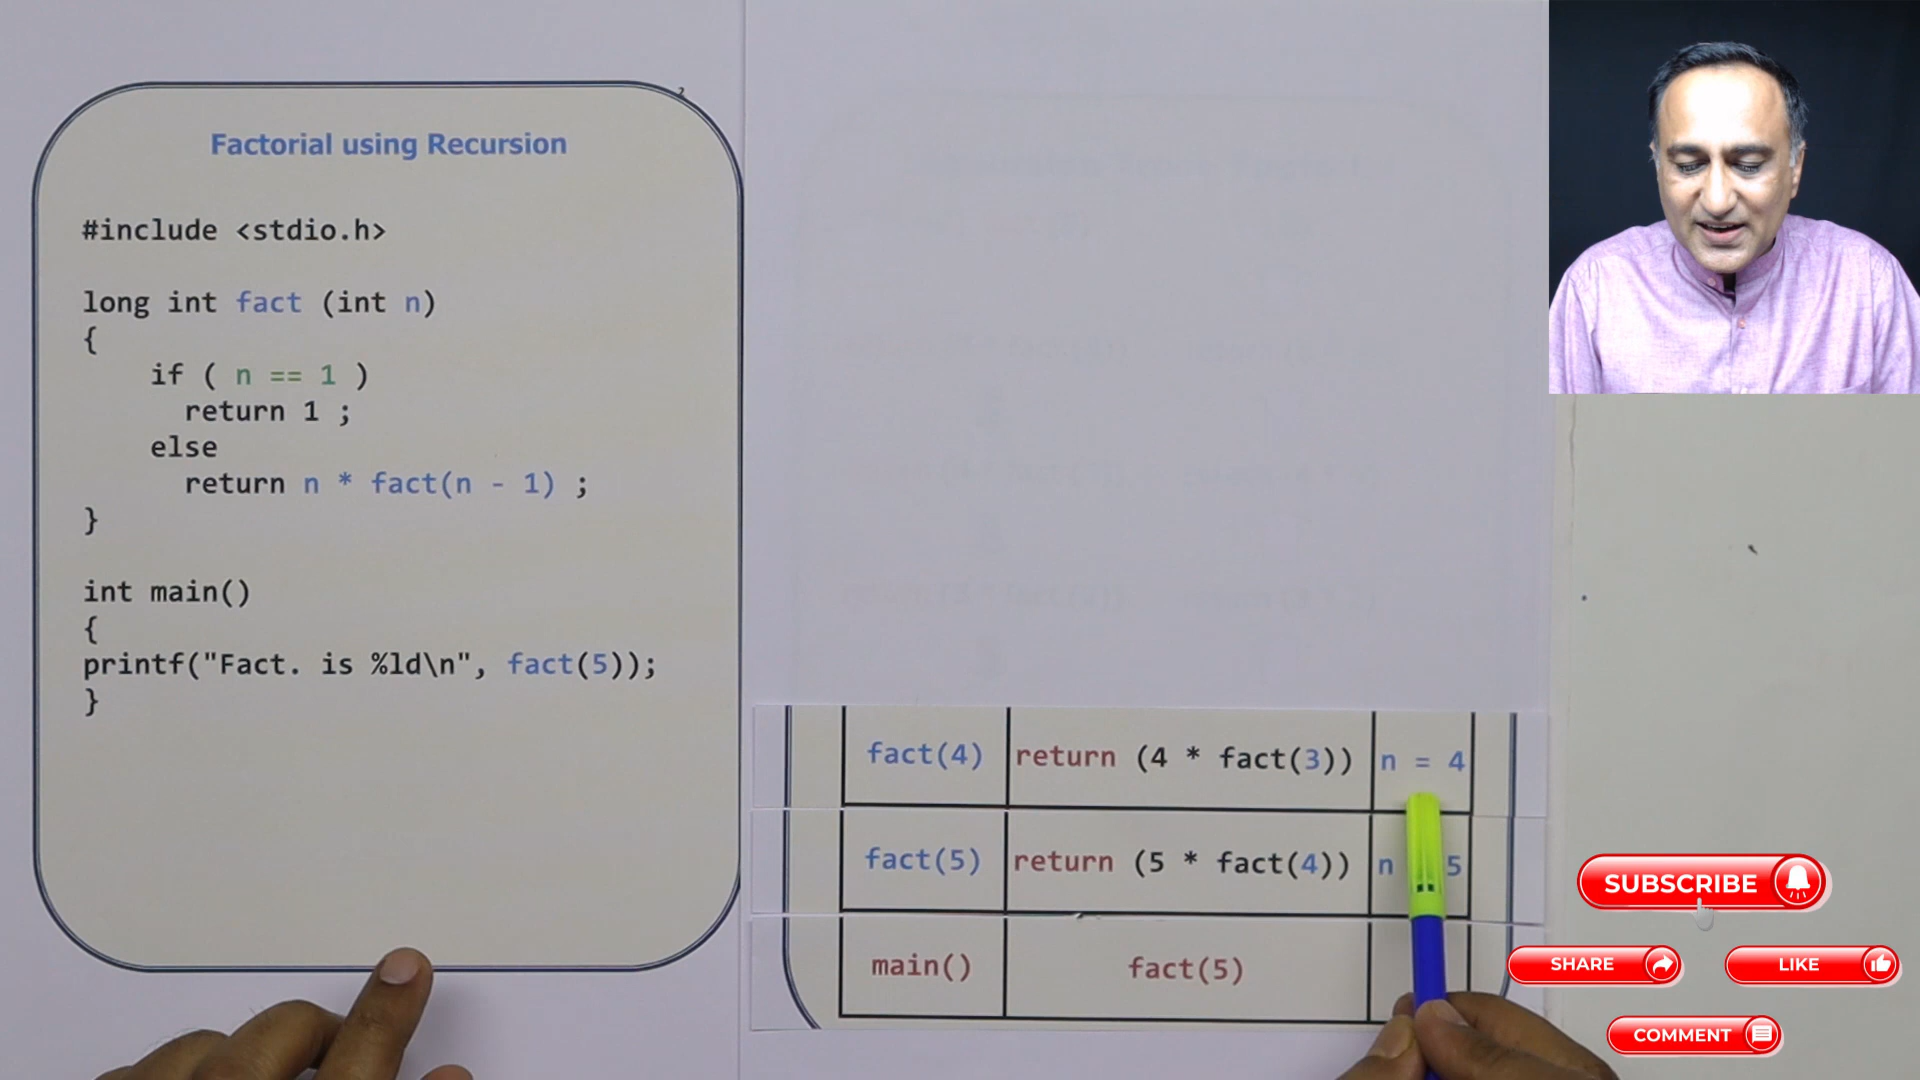 2
Factorial using Recursion
#include <stdio.h>
long int fact (int n)
{
if ( n == 1 )
return 1 ;
else
return n * fact(n - 1) ;
}
int main()
{
printf("Fact. is %ld\n", fact(5));
}
fact(4) return (4 * fact(3)) n = 4
fact(5) return (5 * fact(4)) n 5
main() fact(5)
SUBSCRIBE
SHARE
LIKE
COMMENT